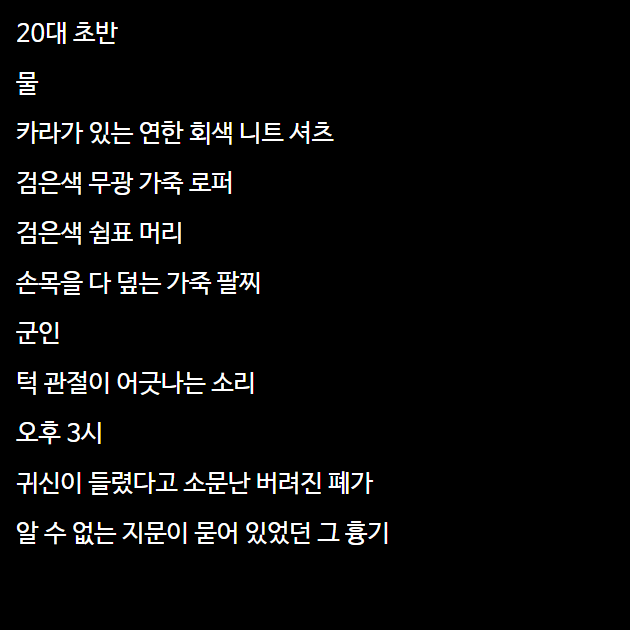 20대 초반
물
카라가 있는 연한 회색 니트 셔츠
검은색 무광 가죽 로퍼
검은색 쉼표 머리
손목을 다 덮는 가죽 팔찌
군인
턱 관절이 어긋나는 소리
오후 3시
귀신이 들렸다고 소문난 버려진 폐가
알 수 없는 지문이 묻어 있었던 그 흉기